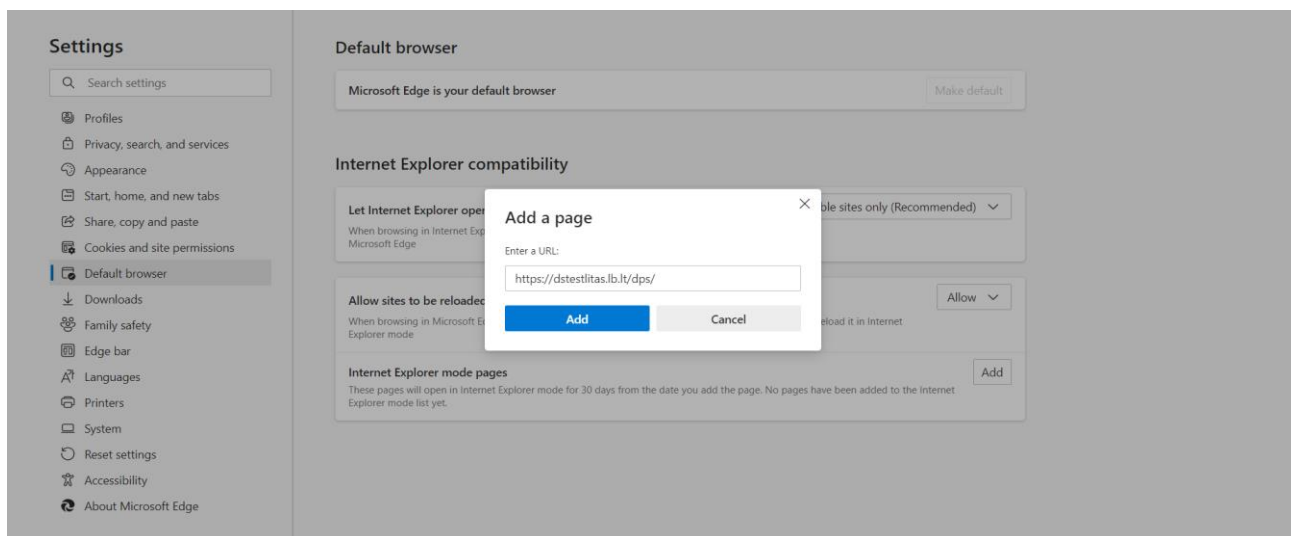 Settings
Search settings
Profiles
Privacy, search, and services
Appearance
Start, home, and new tabs
Share, copy and paste
Cookies and site permissions
Default browser
Downloads
Family safety
Edge bar
Languages
Printers
System
Reset settings
Accessibility
About Microsoft Edge
Default browser
Microsoft Edge is your default browser
Make default
Internet Explorer compatibility
Let Internet Explorer
sites only (Recommended)
When browsing in Internet
Microsoft Edge
Add a page
Enter a URL:
https://dstestlitas.lb.lt/dps/
Add
Cancel
Allow sites to be reloaded
Allow
When browsing in Microsoft
it in Internet
Explorer mode
Internet Explorer mode pages
Add
These pages will open in Internet Explorer mode for 30 days from the date you add the page. No pages have been added to the Internet
Explorer mode list yet.